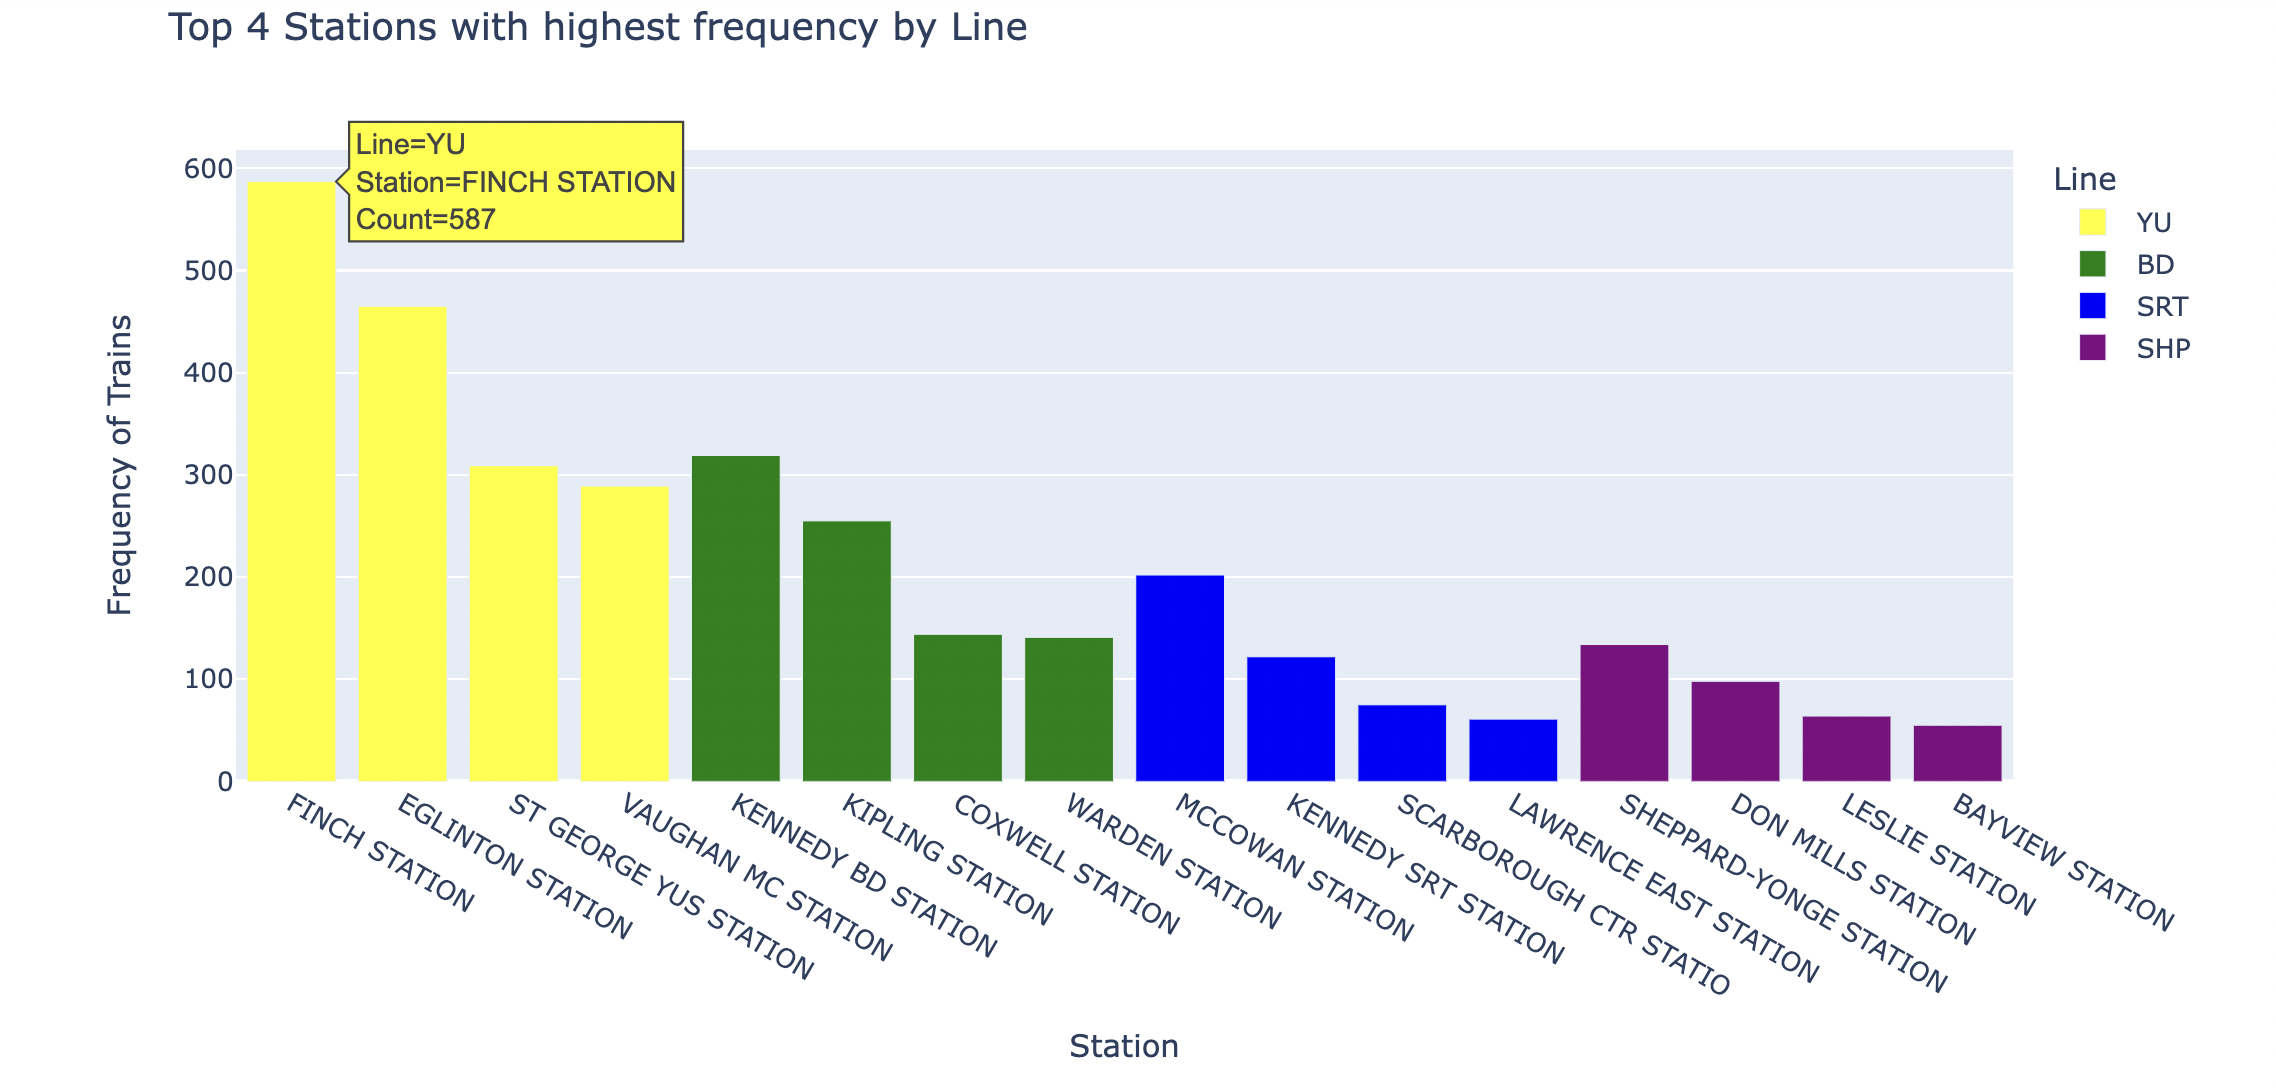 Top 4 Stations with highest frequency by Line
Line=YU
Station=FINCH STATION
Count=587
600
500
400
300
200
100
0
Frequency of Trains
FINCH STATION
EGLINTON STATION
ST GEORGE YUS STATION
VAUGHAN MC STATION
KENNEDY BD STATION
KIPLING STATION
COXWELL STATION
WARDEN STATION
MCCOWAN STATION
KENNEDY SRT STATION
SCARBOROUGH CTR STATIO
LAWRENCE EAST STATION
SHEPPARD-YONGE STATION
DON MILLS STATION
LESLIE STATION
BAYVIEW STATION
Station
Line
YU
BD
SRT
SHP